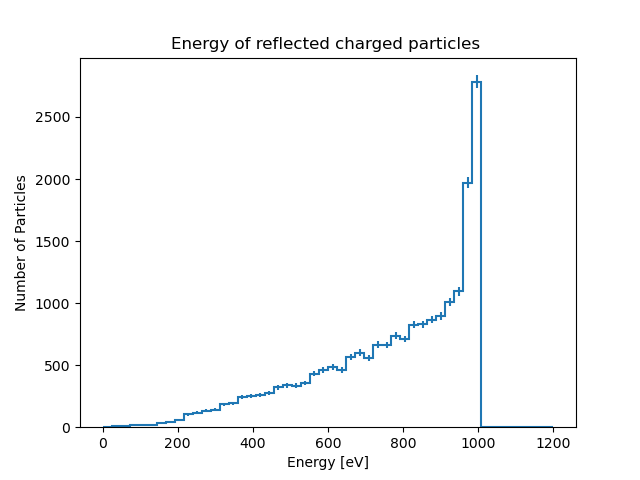 Energy of reflected charged particles
Number of Particles
2500
2000
1500
1000
500
0
0 200 400 600 800 1000 1200
Energy [eV]